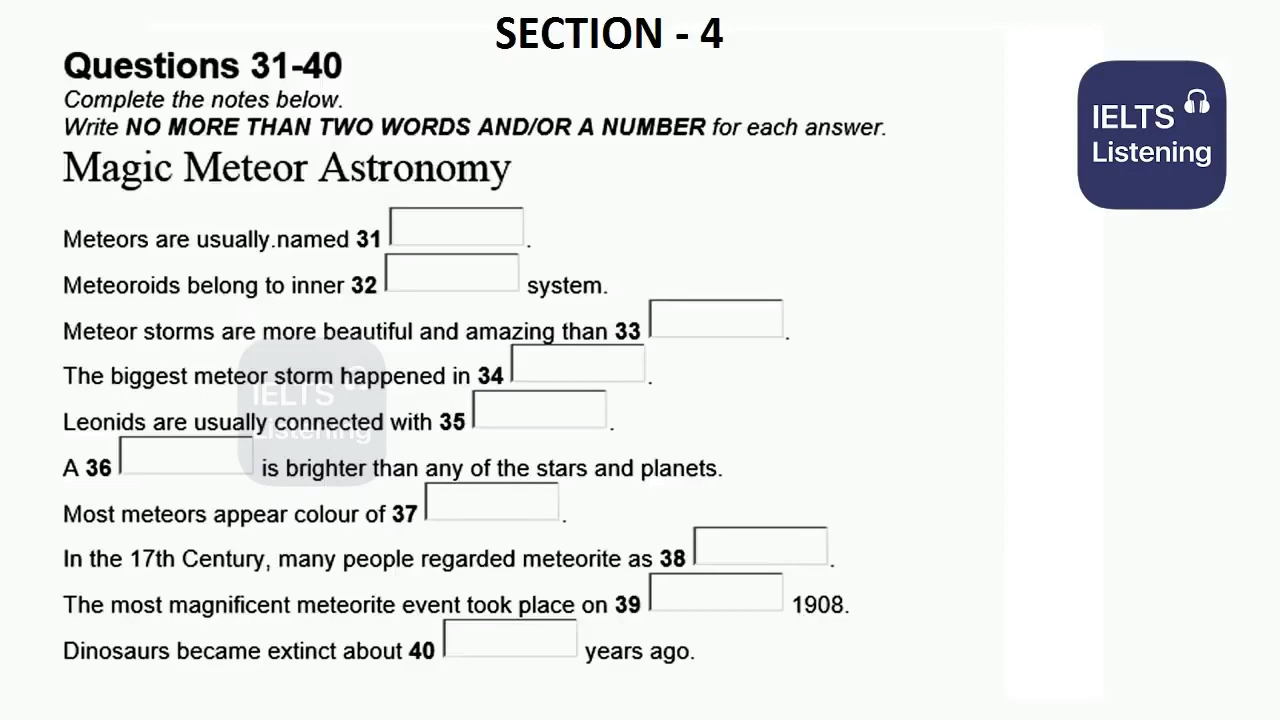 SECTION - 4
Questions 31-40
Complete the notes below.
Write NO MORE THAN TWO WORDS AND/OR A NUMBER for each answer.
IELTS
Listening
Magic Meteor Astronomy
Meteors are usually.named 31 .
Meteoroids belong to inner 32 system.
Meteor storms are more beautiful and amazing than 33 .
The biggest meteor storm happened in 34 .
IELTS
Leonids are usually connected with 35 .
Listening
A 36 is brighter than any of the stars and planets.
Most meteors appear colour of 37 .
In the 17th Century, many people regarded meteorite as 38 .
The most magnificent meteorite event took place on 39 1908.
Dinosaurs became extinct about 40 years ago.